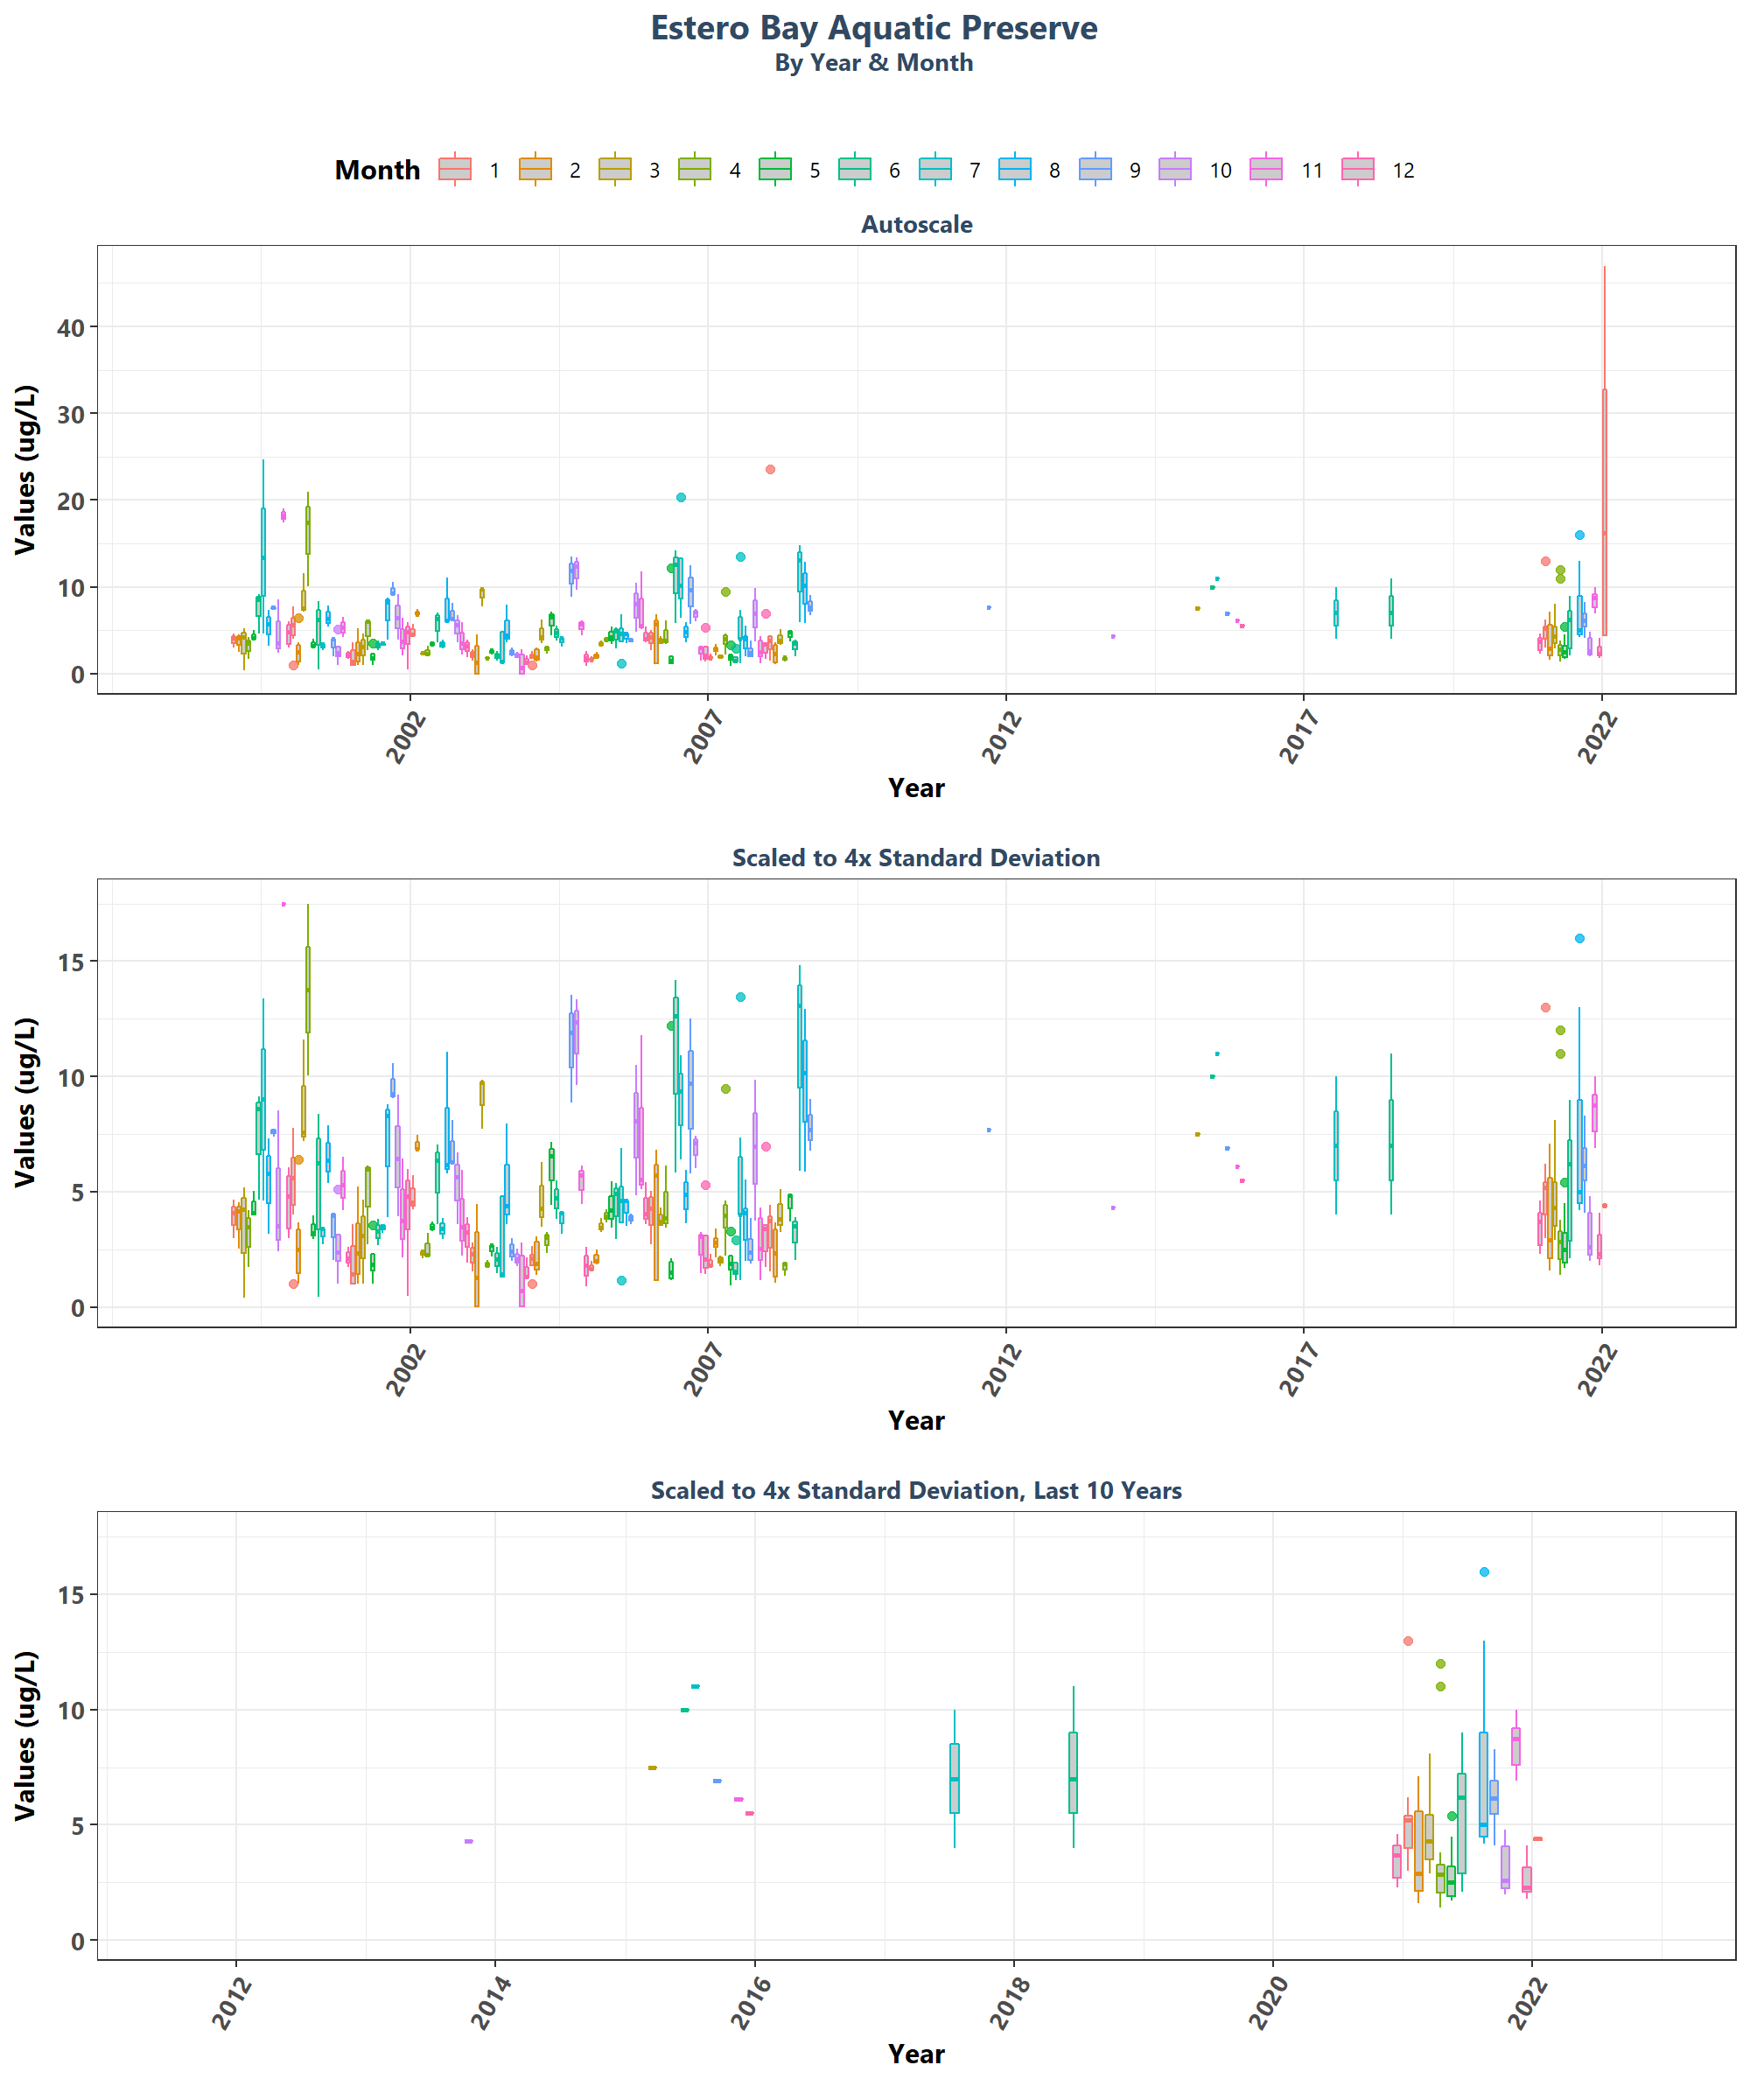 Estero Bay Aquatic Preserve
By Year & Month
Month 1 2 3 4 5 6 7 8 9 10 11 12
Autoscale
Values (ug/L)
40
30
20
10
0
2002 2007 2012 2017 2022
Year
Scaled to 4x Standard Deviation
Values (ug/L)
15
10
5
0
2002 2007 2012 2017 2022
Year
Scaled to 4x Standard Deviation, Last 10 Years
Values (ug/L)
15
10
5
0
2012 2014 2016 2018 2020 2022
Year